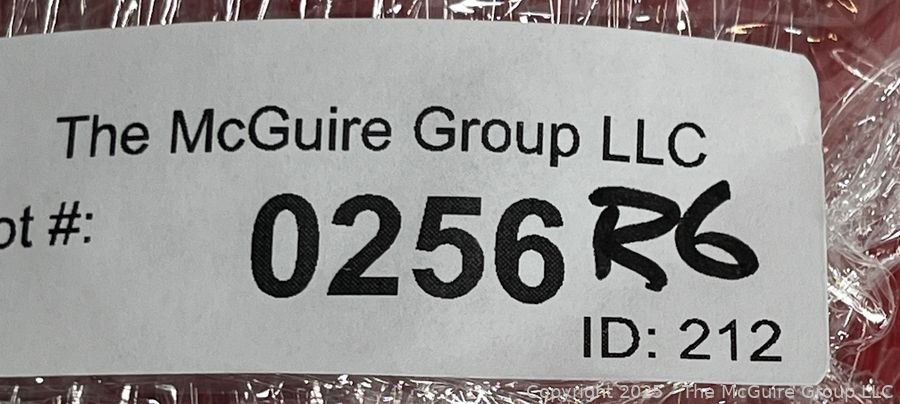 The McGuire Group LLC
ot #: 0256 R6
ID: 212
Copyright 2025 The McGuire Group LLC